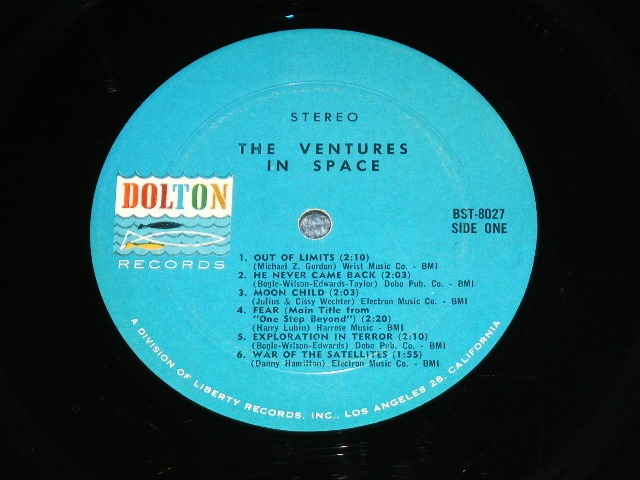 STEREO
THE VENTURES
IN SPACE
DOLTON
RECORDS
BST-8027
SIDE ONE
1. OUT OF LIMITS (2:10)
(Michael Z. Gordon) Wrist Music Co. - BMI
2. HE NEVER CAME BACK (2:03)
(Bogle-Wilson-Edwards-Taylor) Dobo Pub. Co. - BMI
3. MOON CHILD (2:03)
(Julius & Cissy Wechter) Electron Music Co. - BMI
4. FEAR (Main Title from
"One Step Beyond") (2:20)
(Harry Lubin) Harrose Music - BMI
5. EXPLORATION IN TERROR (2:10)
(Bogle-Wilson-Edwards) Dobo Pub. Co. - BMI
6. WAR OF THE SATELLITES (1:55)
(Danny Hamilton) Electron Music Co. - BMI
A DIVISION OF LIBERTY RECORDS, INC., LOS ANGELES 28, CALIFORNIA